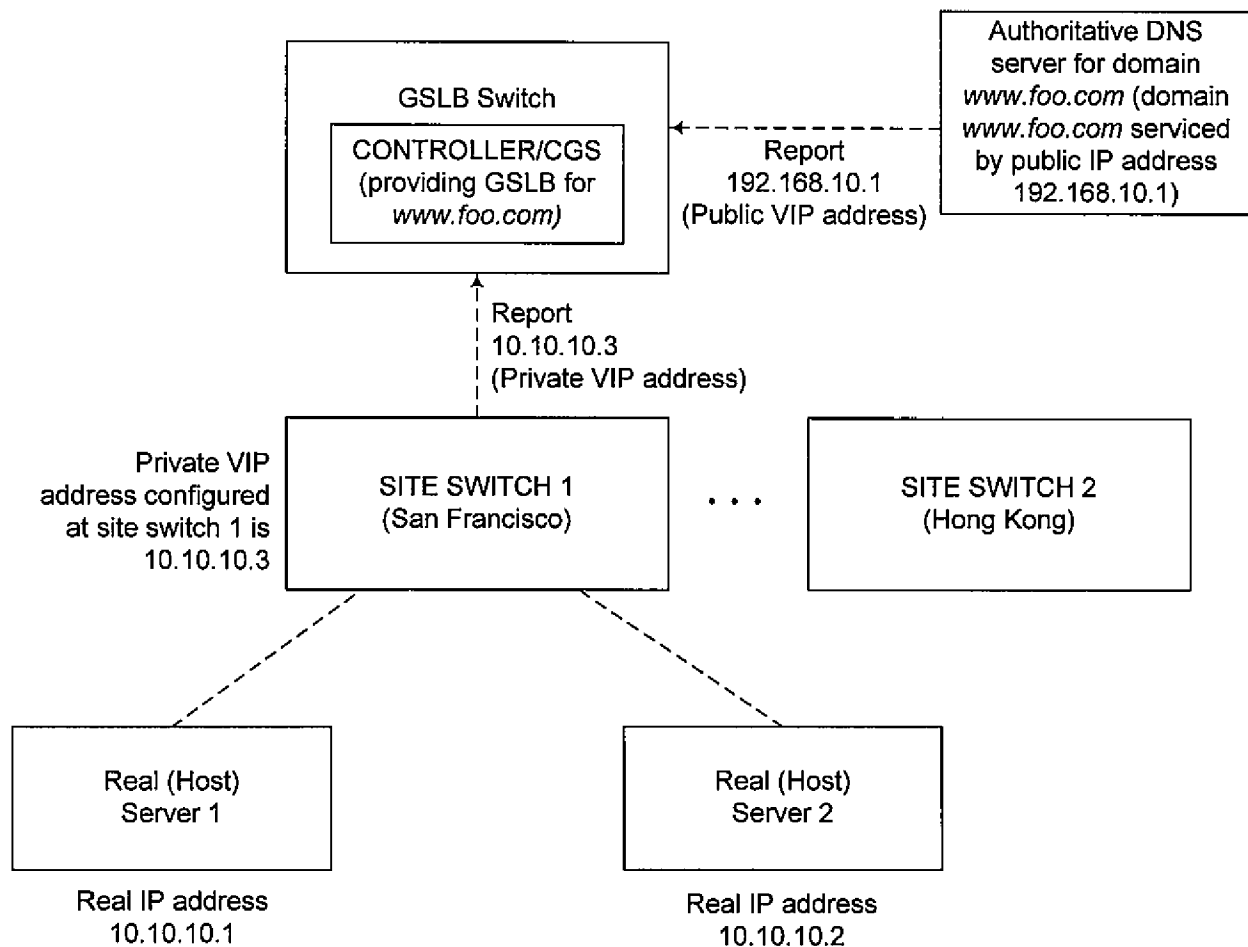 Authoritative DNS
server for domain
www.foo.com (domain
www.foo.com serviced
by public IP address
192.168.10.1)
GSLB Switch
CONTROLLER/CGS
(providing GSLB for
www.foo.com)
Report
192.168.10.1
(Public VIP address)
Report
10.10.10.3
(Private VIP address)
Private VIP
address configured
at site switch 1 is
10.10.10.3
SITE SWITCH 1
(San Francisco)
• • •
SITE SWITCH 2
(Hong Kong)
Real (Host)
Server 1
Real IP address
10.10.10.1
Real (Host)
Server 2
Real IP address
10.10.10.2